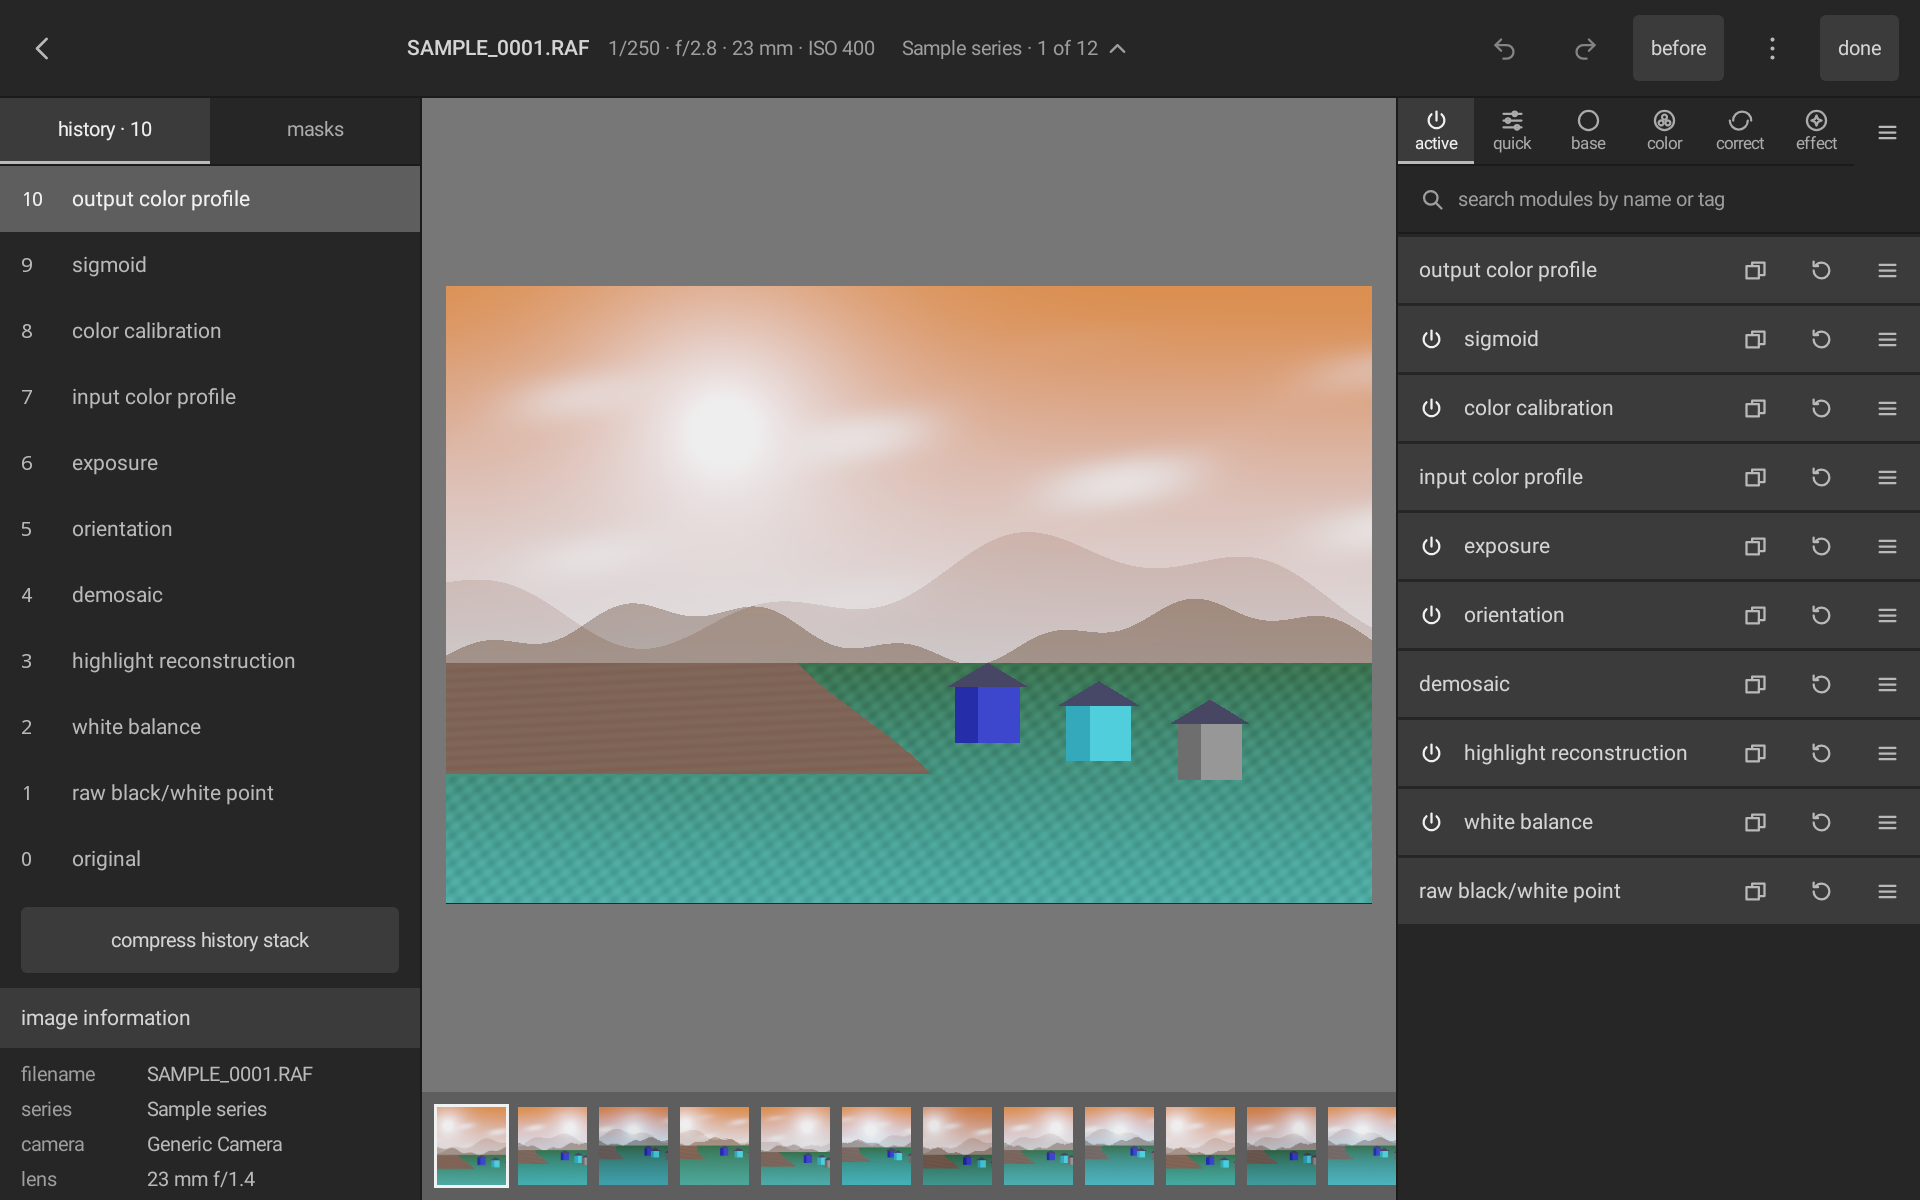 SAMPLE_0001.RAF 1/250 · f/2.8 · 23 mm · ISO 400 Sample series · 1 of 12
before
done
history · 10
masks
10 output color profile
9 sigmoid
8 color calibration
7 input color profile
6 exposure
5 orientation
4 demosaic
3 highlight reconstruction
2 white balance
1 raw black/white point
0 original
compress history stack
image information
filename SAMPLE_0001.RAF
series Sample series
camera Generic Camera
lens 23 mm f/1.4
active
quick
base
color
correct
effect
search modules by name or tag
output color profile
sigmoid
color calibration
input color profile
exposure
orientation
demosaic
highlight reconstruction
white balance
raw black/white point